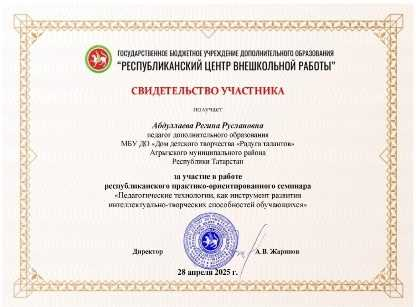 ГОСУДАРСТВЕННОЕ БЮДЖЕТНОЕ УЧРЕЖДЕНИЕ ДОПОЛНИТЕЛЬНОГО ОБРАЗОВАНИЯ
"РЕСПУБЛИКАНСКИЙ ЦЕНТР ВНЕШКОЛЬНОЙ РАБОТЫ"
СВИДЕТЕЛЬСТВО УЧАСТНИКА
получает
Абдуллаева Регина Руслановна
педагог дополнительного образования
МБУ ДО «Дом детского творчества «Радуга талантов»
Агрызского муниципального района
Республики Татарстан
за участие в работе
республиканского практико-ориентированного семинара
«Педагогические технологии, как инструмент развития
интеллектуально-творческих способностей обучающихся»
Директор А.В. Жаринов
28 апреля 2025 г.